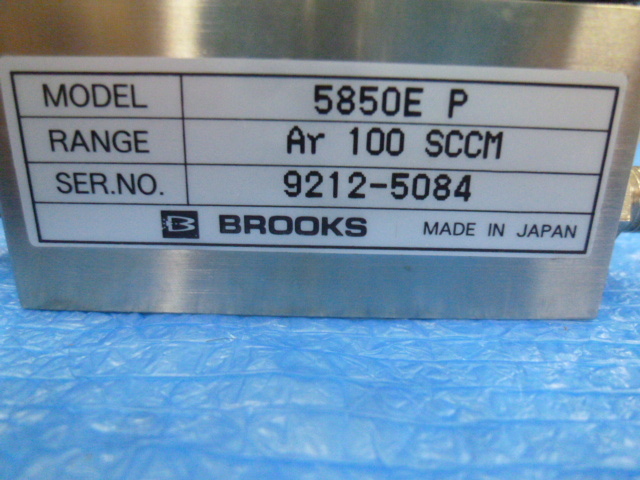 MODEL 5850E P
RANGE Ar 100 SCCM
SER.NO. 9212-5084
B BROOKS MADE IN JAPAN